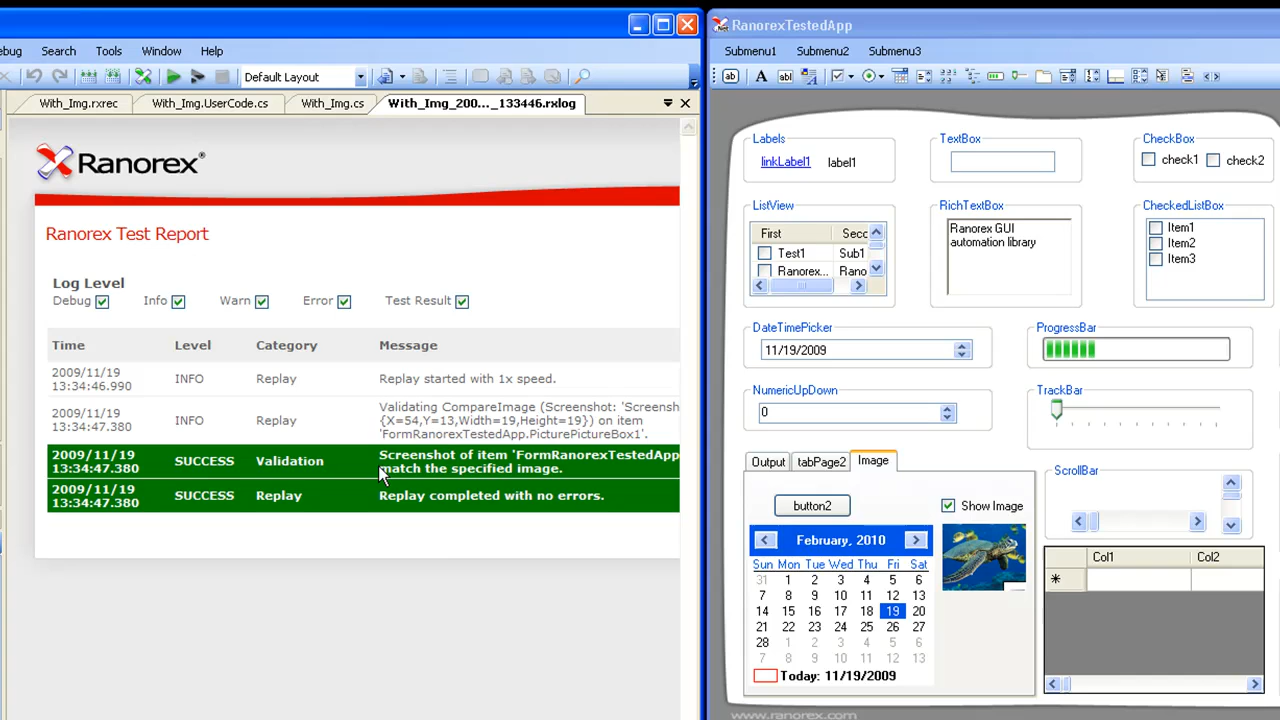 RanorexTestedApp
ebug Search Tools Window Help
Submenu1 Submenu2 Submenu3
Default Layout
With_Img.rxrec With_Img.UserCode.cs With_Img.cs With_Img_200..._133446.rxlog
Ranorex®
Ranorex Test Report
Log Level
Debug Info Warn Error Test Result
Time Level Category Message
2009/11/19
13:34:46.990 INFO Replay Replay started with 1x speed.
2009/11/19
13:34:47.380 INFO Replay Validating CompareImage (Screenshot: 'Screensh
{X=54,Y=13,Width=19,Height=19}) on item
'FormRanorexTestedApp.PicturePictureBox1'.
2009/11/19
13:34:47.380 SUCCESS Validation Screenshot of item 'FormRanorexTestedApp
match the specified image.
2009/11/19
13:34:47.380 SUCCESS Replay Replay completed with no errors.
Labels
linkLabel1 label1
TextBox
CheckBox
check1 check2
ListView
First Secc
Test1 Sub1
Ranorex... Rano
RichTextBox
Ranorex GUI
automation library
CheckedListBox
Item1
Item2
Item3
DateTimePicker
11/19/2009
ProgressBar
NumericUpDown
0
TrackBar
Output tabPage2 Image
button2
Show Image
February, 2010
Sun Mon Tue Wed Thu Fri Sat
31 1 2 3 4 5 6
7 8 9 10 11 12 13
14 15 16 17 18 19 20
21 22 23 24 25 26 27
28 1 2 3 4 5 6
7 8 9 10 11 12 13
Today: 11/19/2009
ScrollBar
Col1 Col2
www.ranorex.com